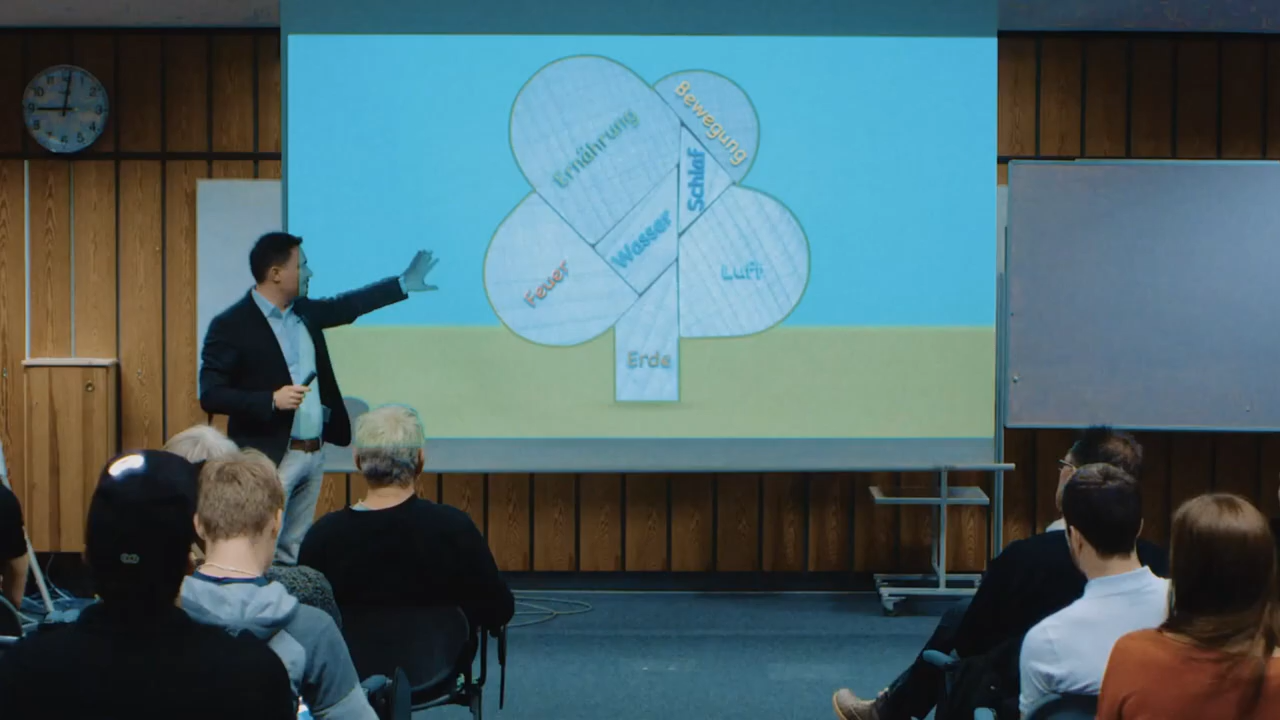 Bewegung
Ernährung
Schlaf
Wasser
Feuer
Luft
Erde